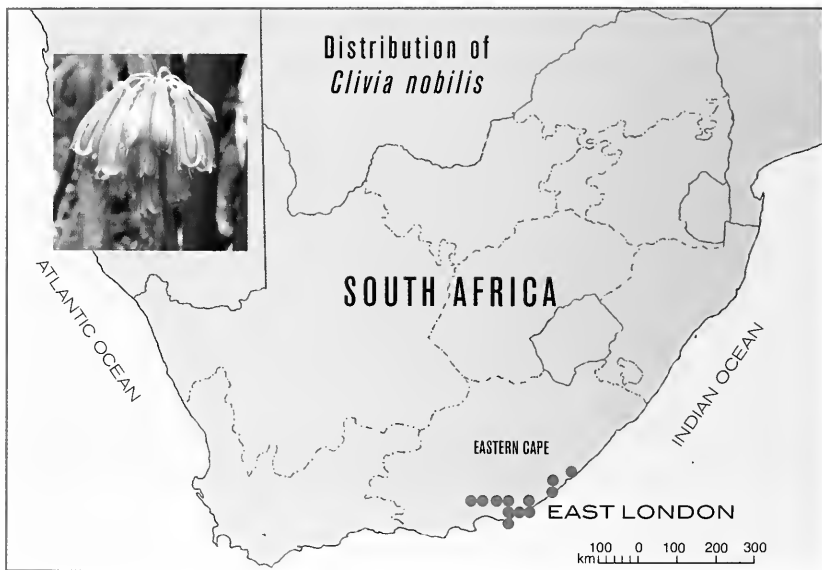 Distribution of
Clivia nobilis
ATLANTIC OCEAN
SOUTH AFRICA
INDIAN OCEAN
EASTERN CAPE
EAST LONDON
100 0 100 200 300
km